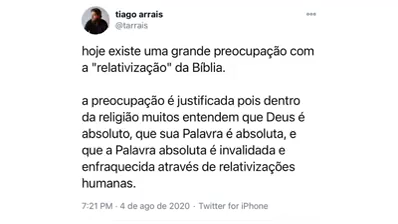 tiago arrais
@tarrais
hoje existe uma grande preocupação com
a "relativização" da Bíblia.
a preocupação é justificada pois dentro
da religião muitos entendem que Deus é
absoluto, que sua Palavra é absoluta, e
que a Palavra absoluta é invalidada e
enfraquecida através de relativizações
humanas.
7:21 PM · 4 de ago de 2020 · Twitter for iPhone